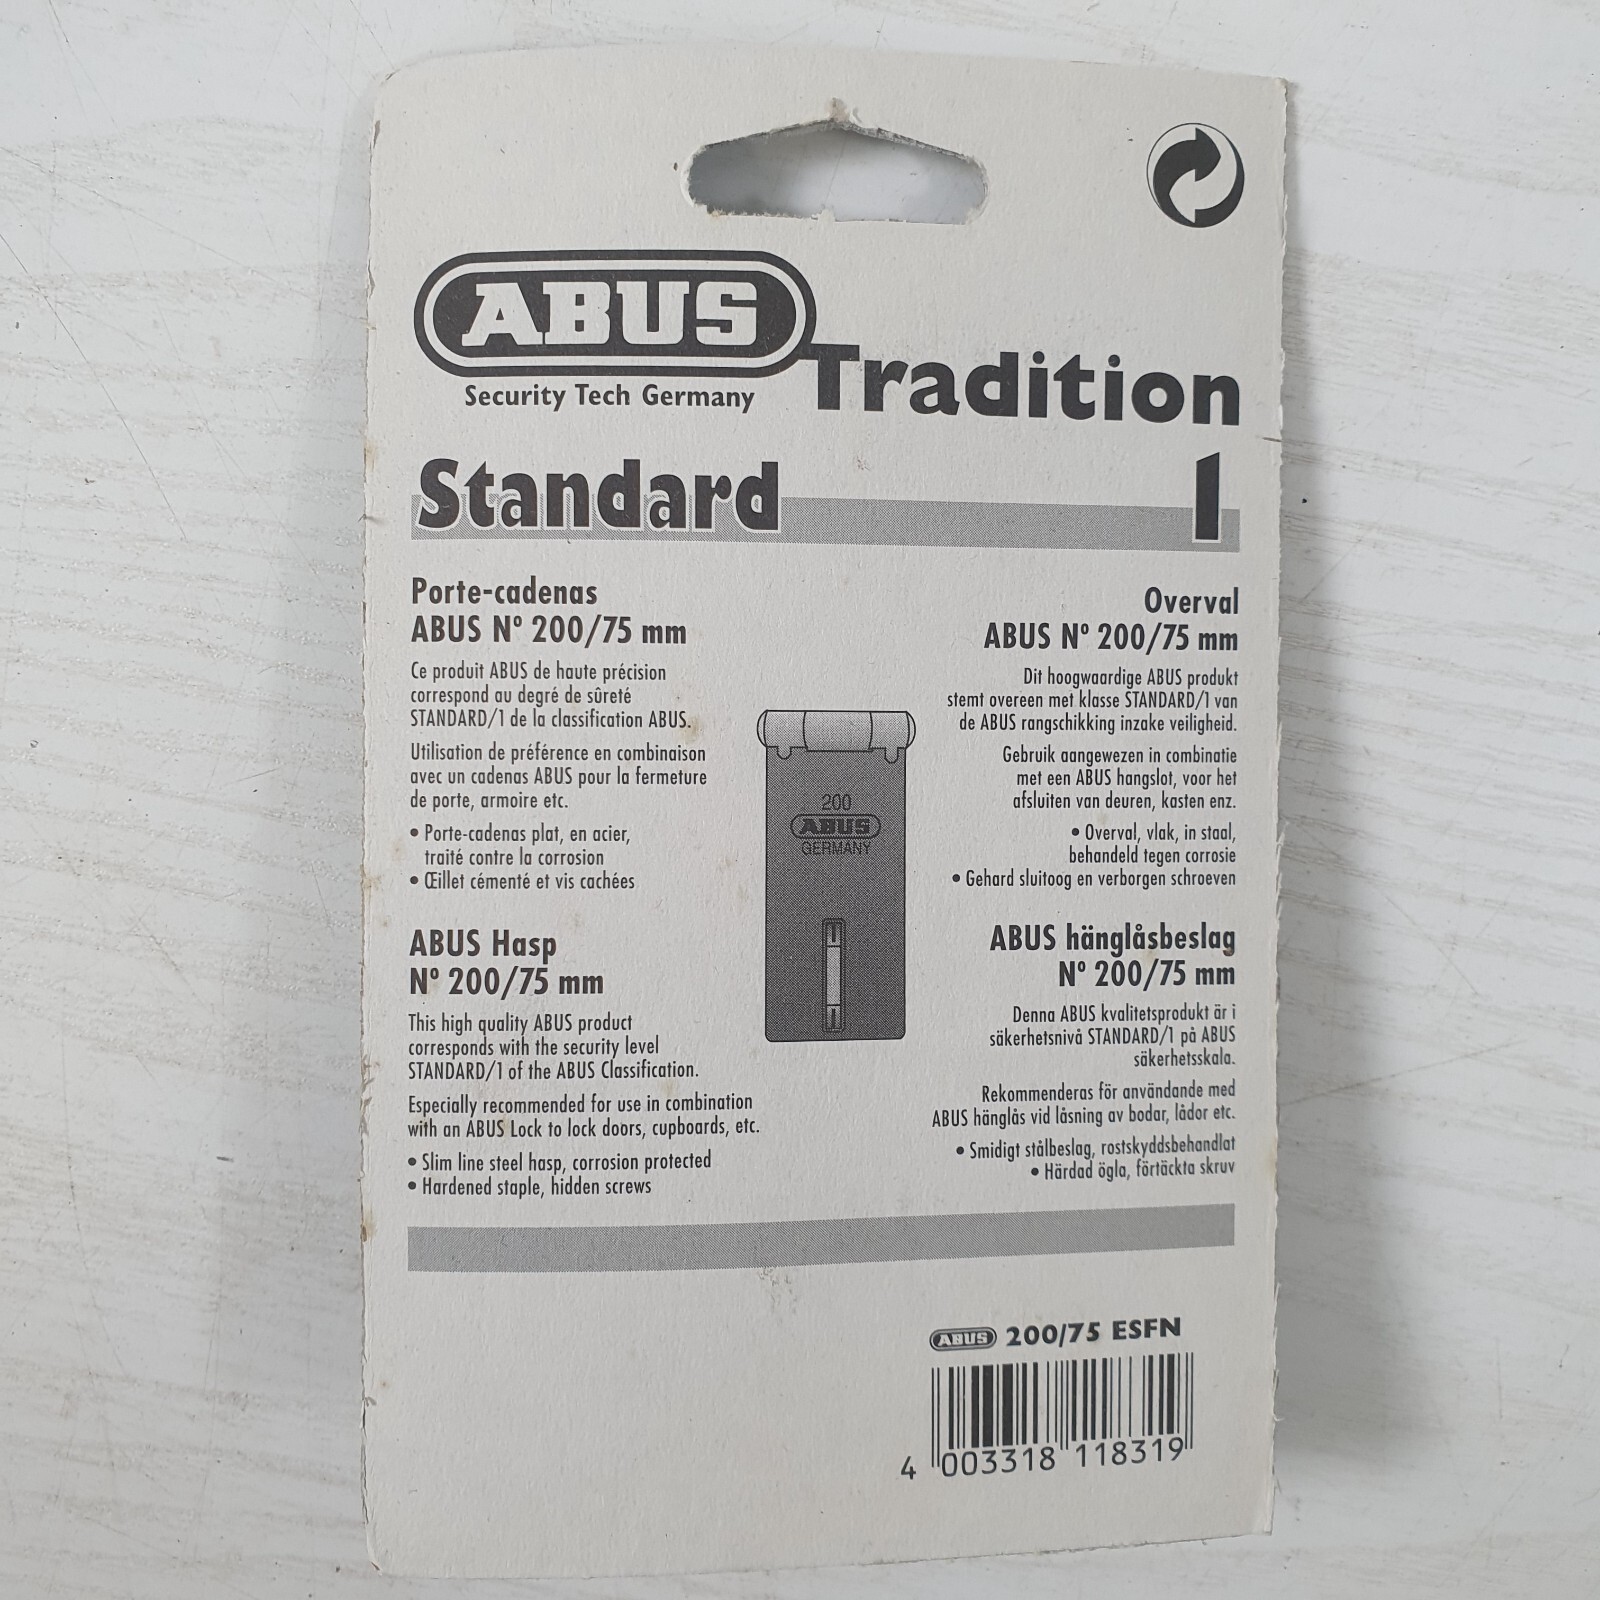 ABUS
Security Tech Germany
Tradition
Standard 1
Porte-cadenas
ABUS Nº 200/75 mm
Ce produit ABUS de haute précision
correspond au degré de sûreté
STANDARD/1 de la classification ABUS.
Utilisation de préférence en combinaison
avec un cadenas ABUS pour la fermeture
de porte, armoire etc.
• Porte-cadenas plat, en acier,
traité contre la corrosion
• Œillet cémenté et vis cachées
ABUS Hasp
Nº 200/75 mm
This high quality ABUS product
corresponds with the security level
STANDARD/1 of the ABUS Classification.
Especially recommended for use in combination
with an ABUS Lock to lock doors, cupboards, etc.
• Slim line steel hasp, corrosion protected
• Hardened staple, hidden screws
200
ABUS
GERMANY
Overval
ABUS Nº 200/75 mm
Dit hoogwaardige ABUS produkt
stemt overeen met klasse STANDARD/1 van
de ABUS rangschikking inzake veiligheid.
Gebruik aangewezen in combinatie
met een ABUS hangslot, voor het
afsluiten van deuren, kasten enz.
• Overval, vlak, in staal,
behandeld tegen corrosie
• Gehard sluitoog en verborgen schroeven
ABUS hänglåsbeslag
Nº 200/75 mm
Denna ABUS kvalitetsprodukt är i
säkerhetsnivå STANDARD/1 på ABUS
säkerhetsskala.
Rekommenderas för användande med
ABUS hänglås vid låsning av bodar, lådor etc.
• Smidigt stålbeslag, rostskyddsbehandlat
• Härdad ögla, förtäckta skruv
ABUS 200/75 ESFN
4 003318 118319